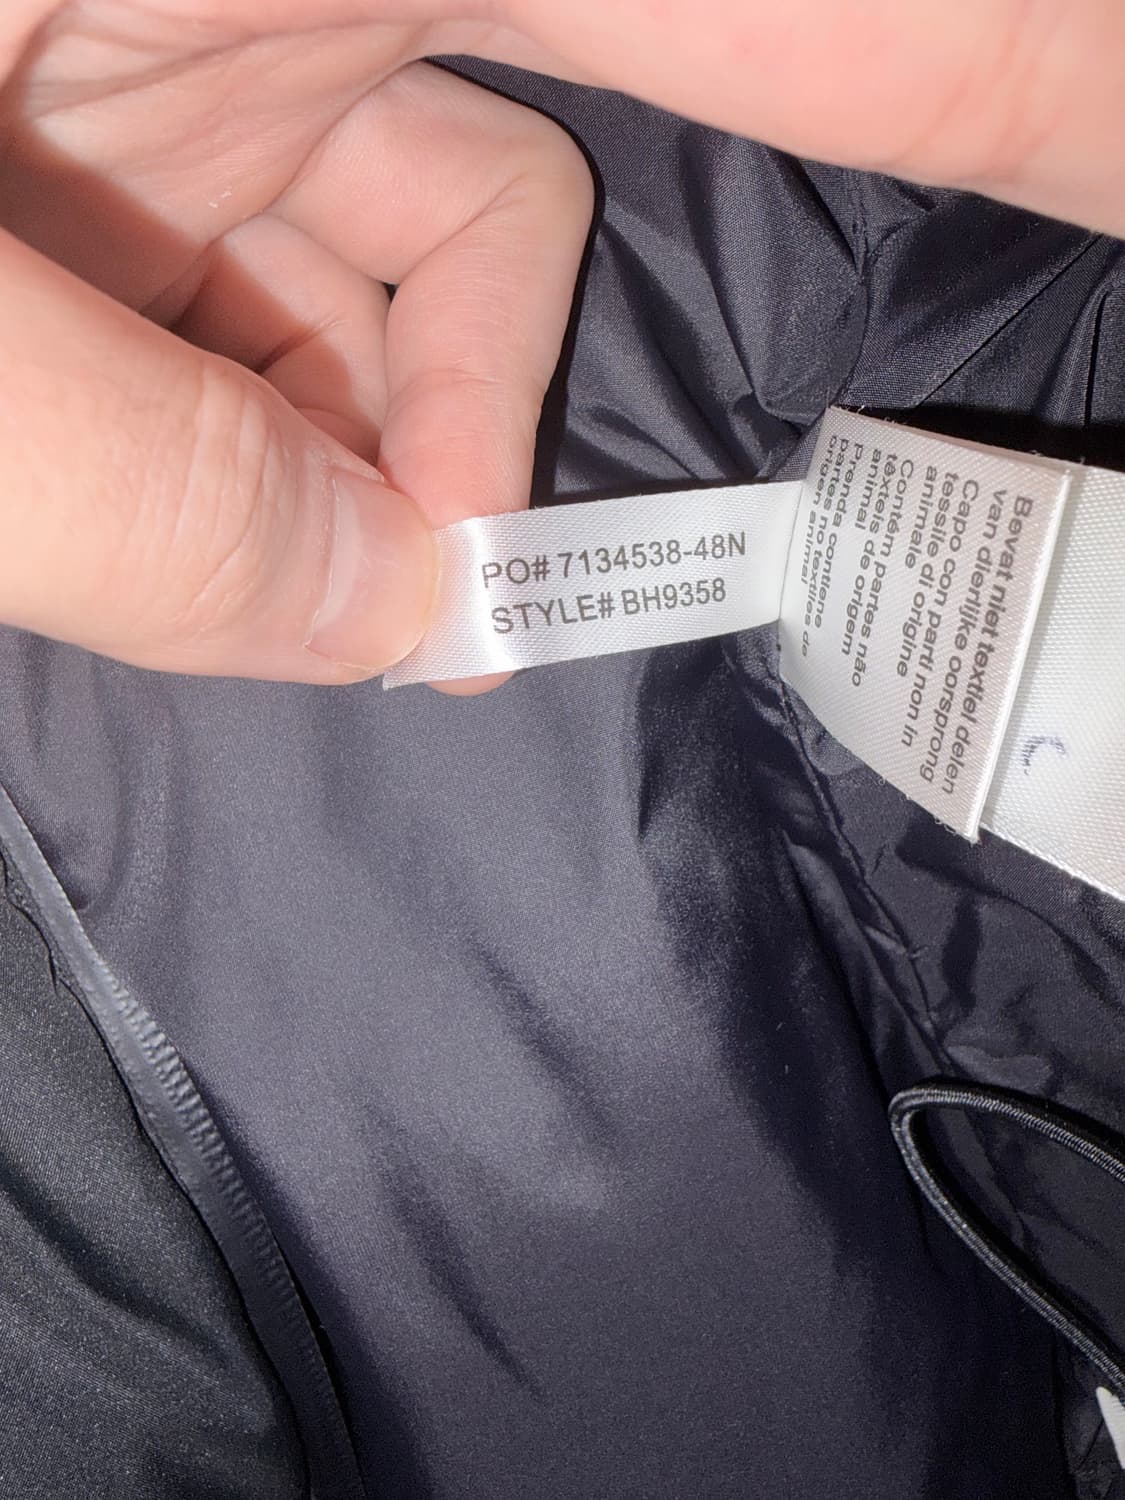 PO# 7134538-48N
STYLE# BH9358
Bevat niet textiel delen
van dierlijke oorsprong
Capo con parti non in
tessile di origine
animale
Contém partes não
têxteis de origem
animal
Prenda contiene
partes no textiles de
origen animal